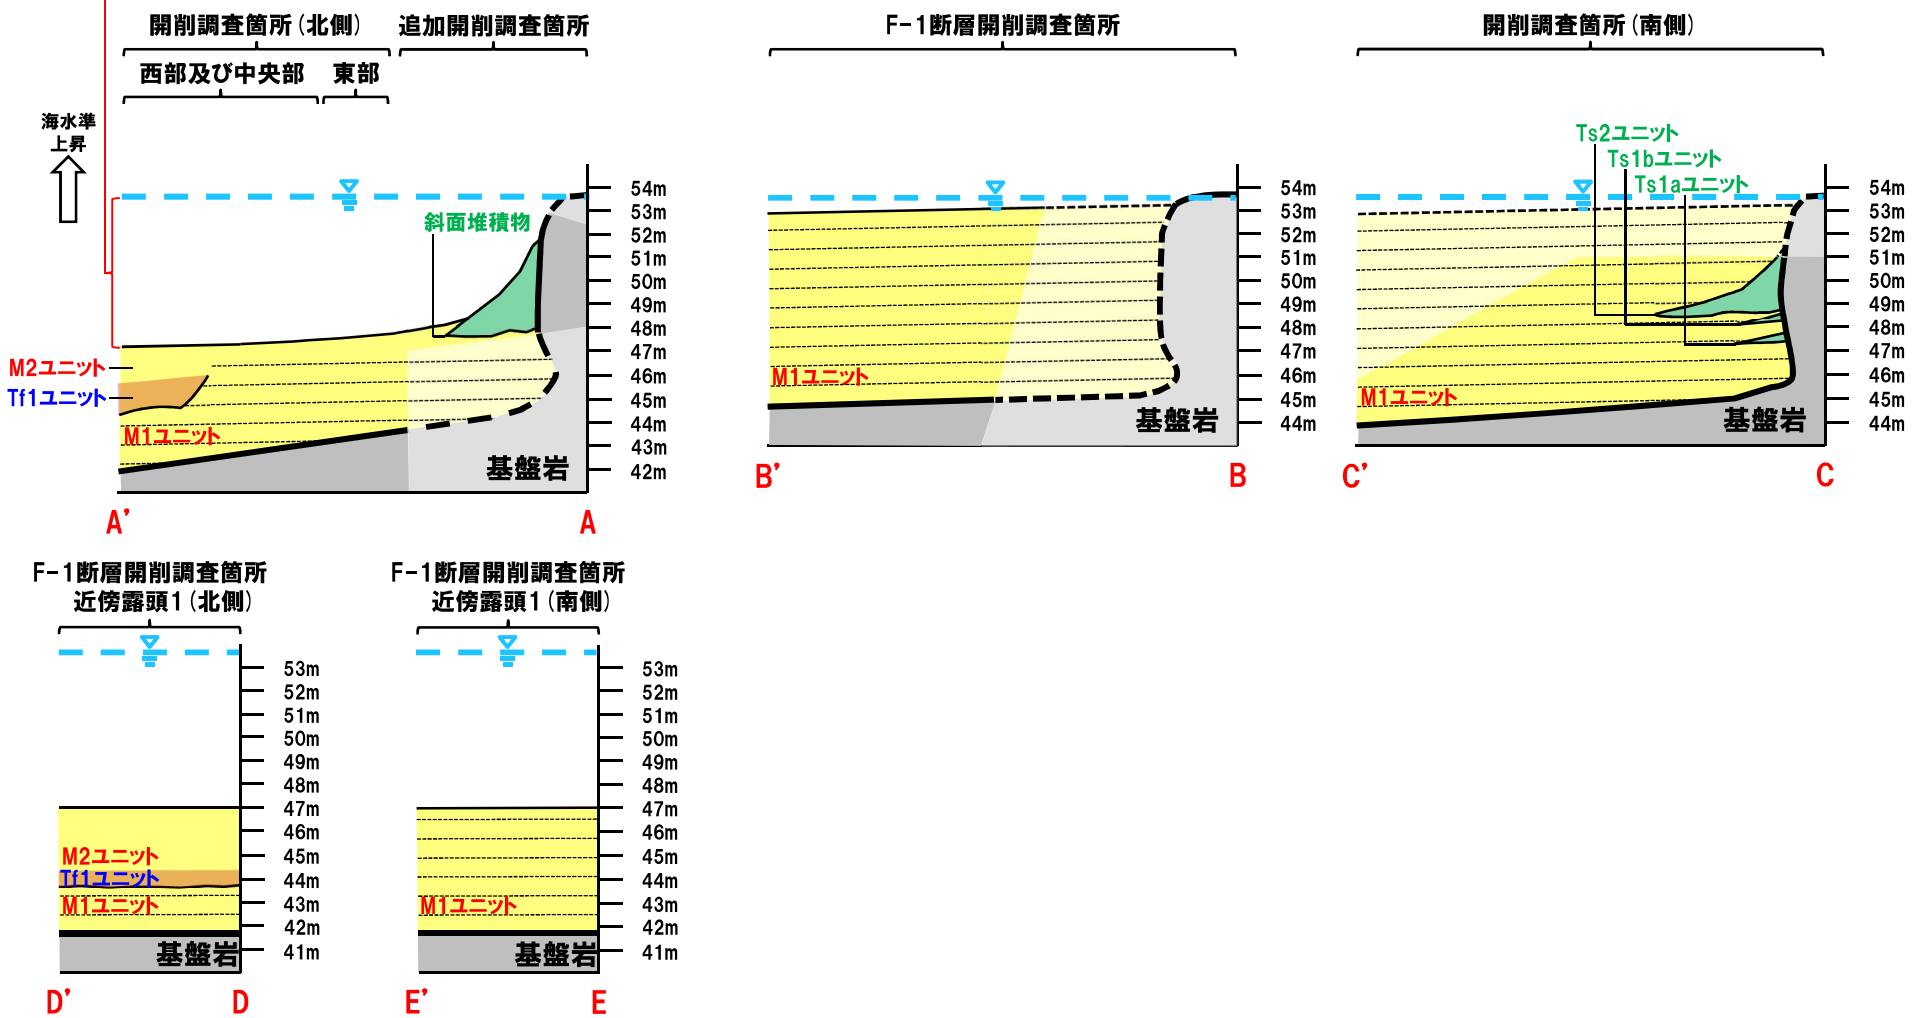 開削調査箇所(北側)
追加開削調査箇所
西部及び中央部
東部
海水準
上昇
斜面堆積物
54m
53m
52m
51m
50m
49m
48m
47m
46m
45m
44m
43m
42m
M2ユニット
Tf1ユニット
M1ユニット
基盤岩
A’
A
F−1断層開削調査箇所
54m
53m
52m
51m
50m
49m
48m
47m
46m
45m
44m
M1ユニット
基盤岩
B’
B
開削調査箇所(南側)
Ts2ユニット
Ts1bユニット
Ts1aユニット
54m
53m
52m
51m
50m
49m
48m
47m
46m
45m
44m
M1ユニット
基盤岩
C’
C
F−1断層開削調査箇所
近傍露頭1(北側)
53m
52m
51m
50m
49m
48m
47m
46m
45m
44m
43m
42m
41m
M2ユニット
Tf1ユニット
M1ユニット
基盤岩
D’
D
F−1断層開削調査箇所
近傍露頭1(南側)
53m
52m
51m
50m
49m
48m
47m
46m
45m
44m
43m
42m
41m
M1ユニット
基盤岩
E’
E